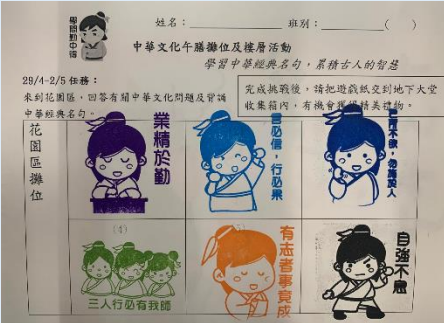 學問勤中得
姓名：
班別：
(　)
中華文化午膳攤位及樓層活動
學習中華經典名句，累積古人的智慧
29/4-2/5 任務：
來到花園區，回答有關中華文化問題及背誦
中華經典名句。
完成挑戰後，請把遊戲紙交到地下大堂
收集箱內，有機會獲得精美禮物。
花園區攤位
業精於勤
言必信，行必果
己所不欲，勿施於人
三人行必有我師
有志者事竟成
自強不息